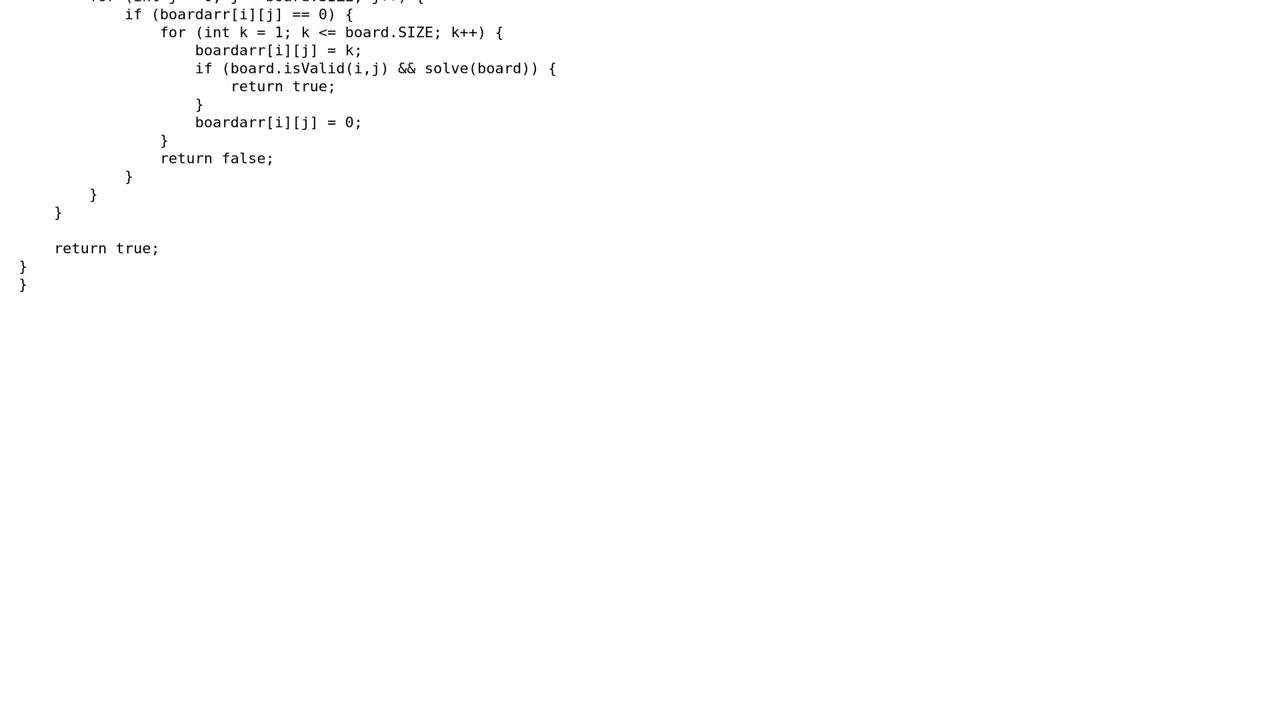 if (boardarr[i][j] == 0) {
for (int k = 1; k <= board.SIZE; k++) {
boardarr[i][j] = k;
if (board.isValid(i,j) && solve(board)) {
return true;
}
boardarr[i][j] = 0;
}
return false;
}
}
}
return true;
}
}